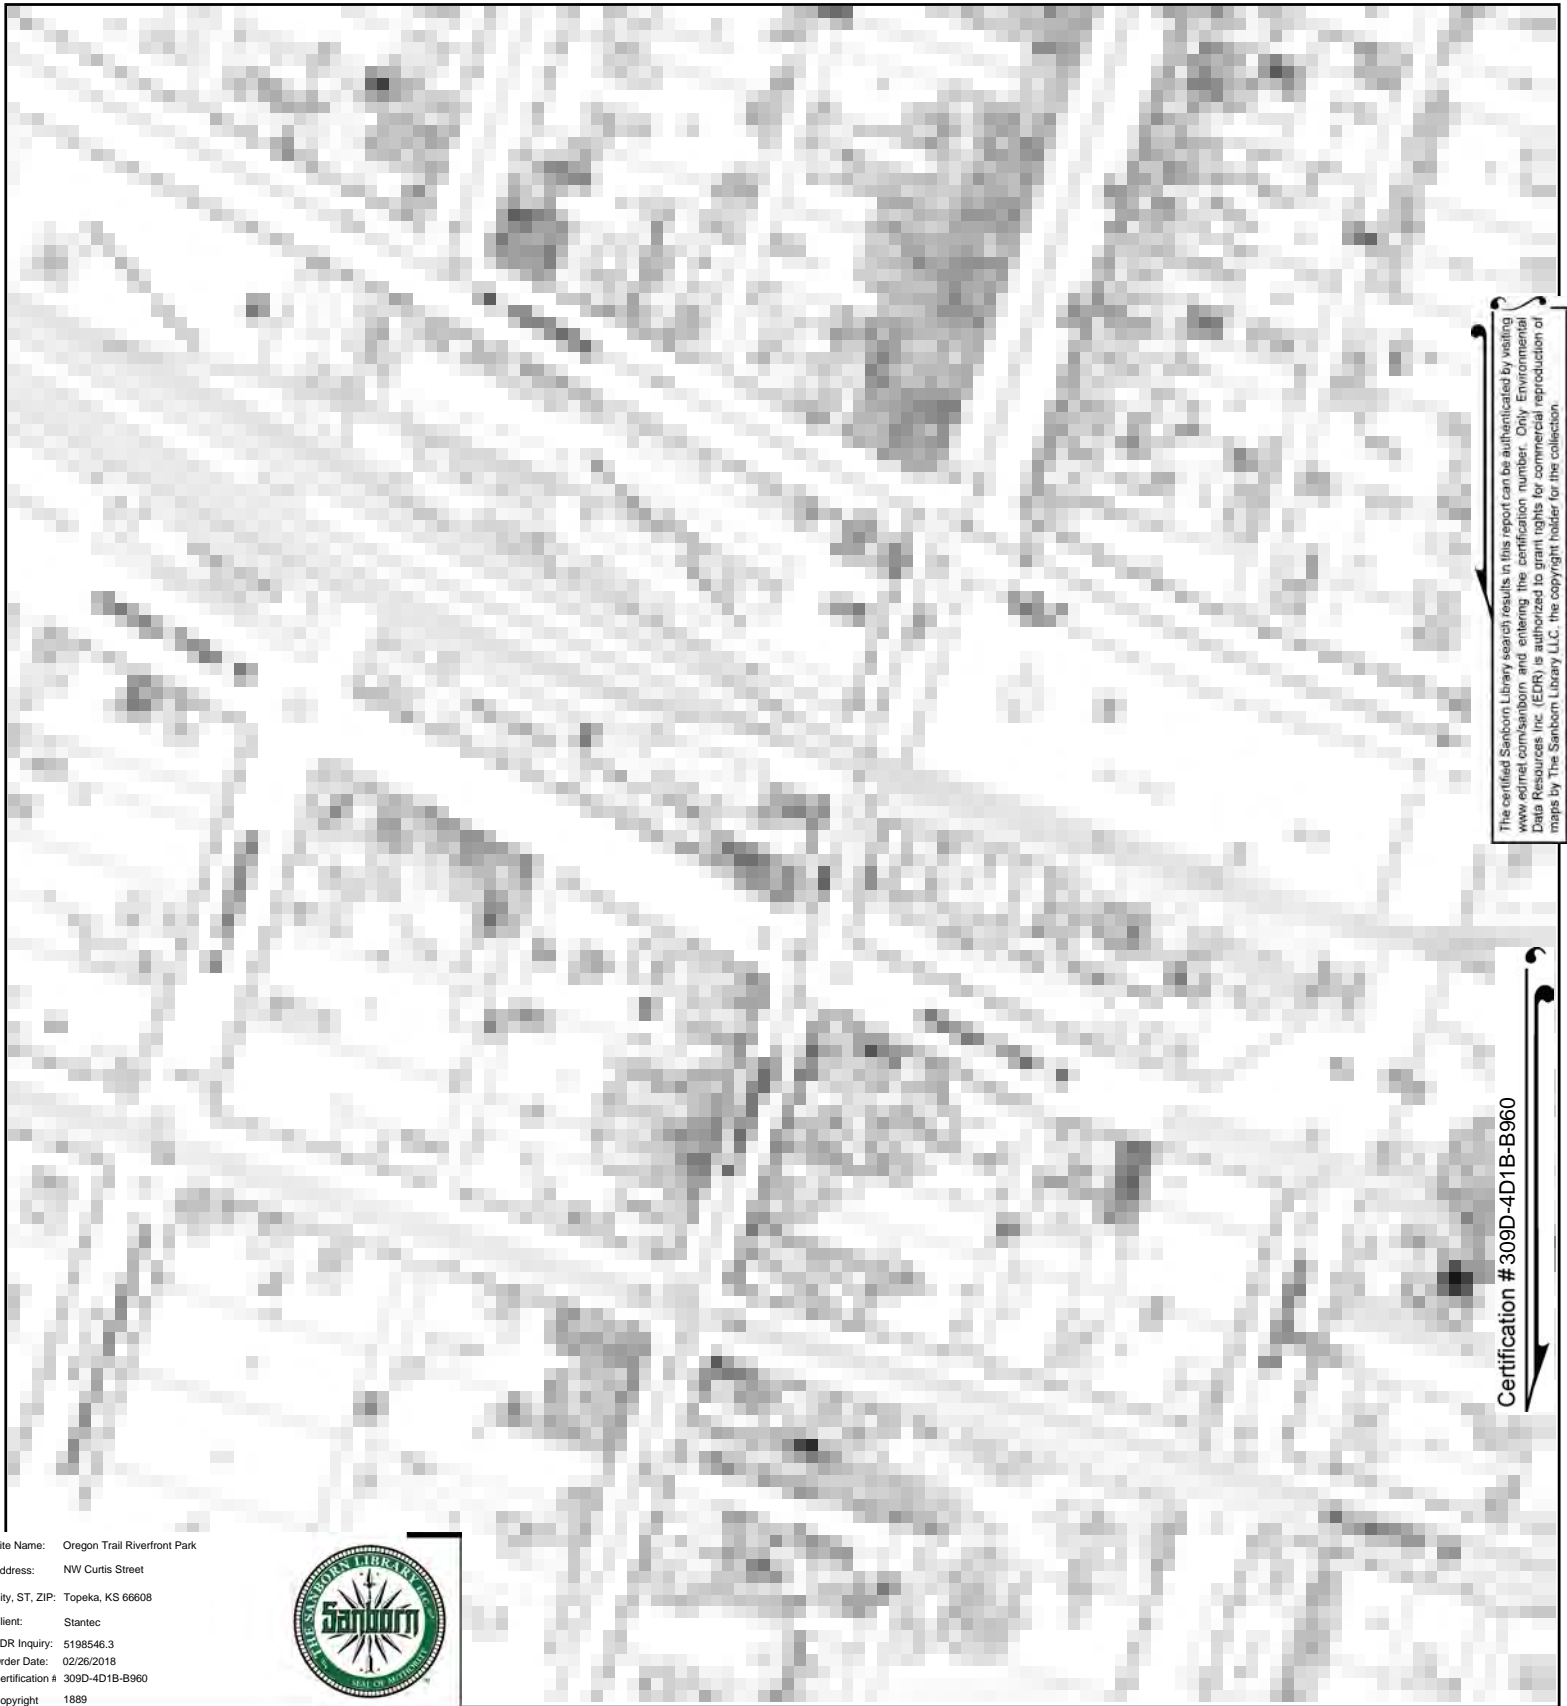 The certified Sanborn Library search results in this report can be authenticated by visiting
www.edrnet.com/sanborn and entering the certification number. Only Environmental
Data Resources Inc. (EDR) is authorized to grant rights for commercial reproduction of
maps by The Sanborn Library LLC, the copyright holder for the collection.
Certification # 309D-4D1B-B960
ite Name: Oregon Trail Riverfront Park
ddress: NW Curtis Street
ity, ST, ZIP: Topeka, KS 66608
lient: Stantec
DR Inquiry: 5198546.3
rder Date: 02/26/2018
ertification # 309D-4D1B-B960
opyright 1889
THE SANBORN LIBRARY LLC
Sanborn
SEAL OF AUTHORITY